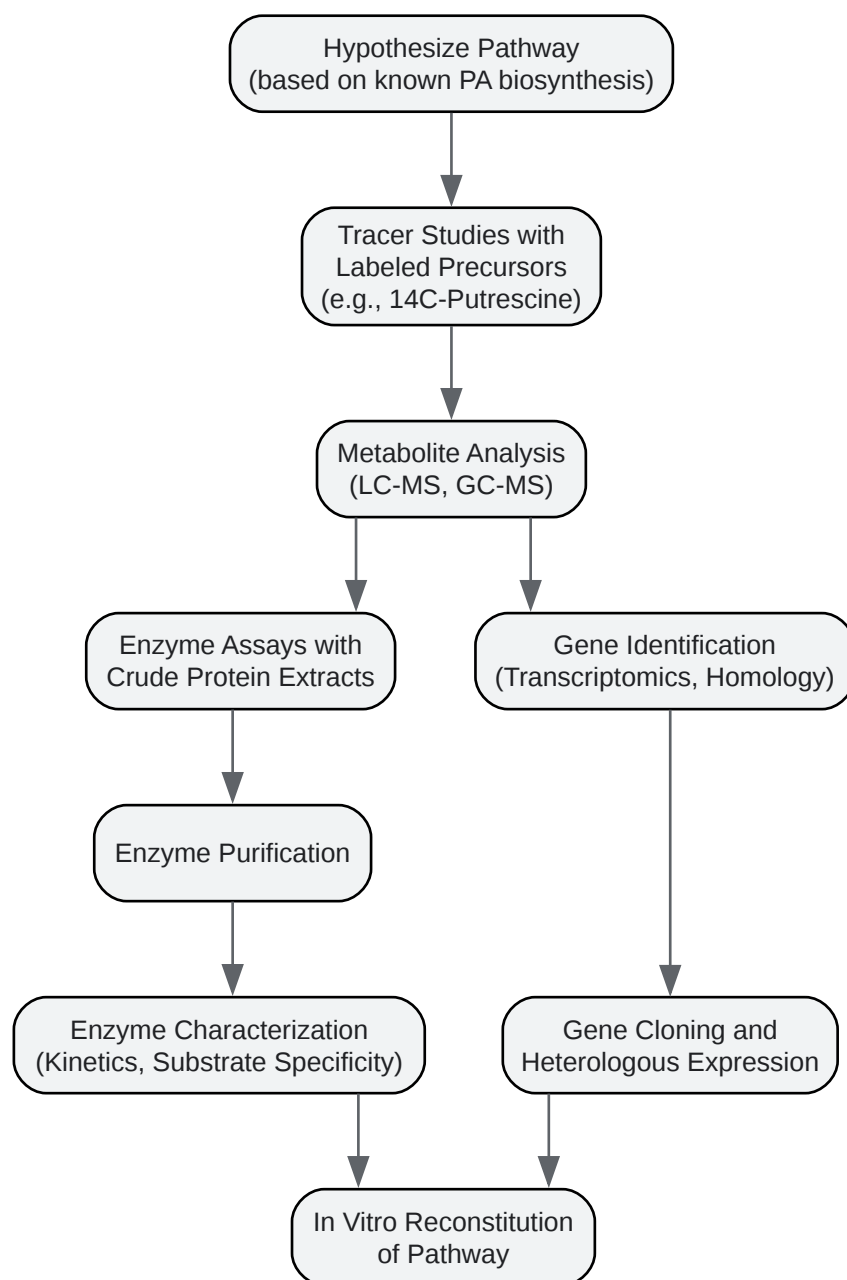 Hypothesize Pathway
(based on known PA biosynthesis)
Tracer Studies with
Labeled Precursors
(e.g., 14C-Putrescine)
Metabolite Analysis
(LC-MS, GC-MS)
Enzyme Assays with
Crude Protein Extracts
Gene Identification
(Transcriptomics, Homology)
Enzyme Purification
Enzyme Characterization
(Kinetics, Substrate Specificity)
Gene Cloning and
Heterologous Expression
In Vitro Reconstitution
of Pathway